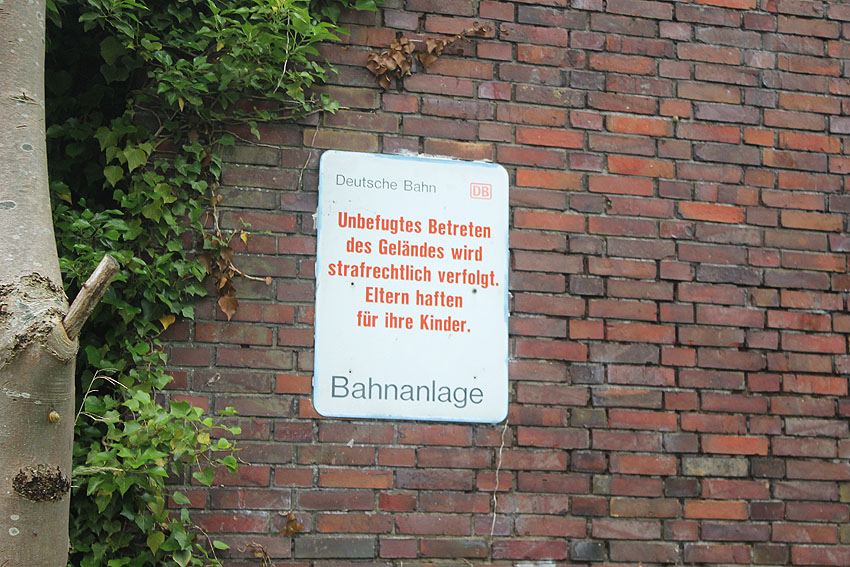 Deutsche Bahn DB
Unbefugtes Betreten
des Geländes wird
strafrechtlich verfolgt.
Eltern haften
für ihre Kinder.
Bahnanlage